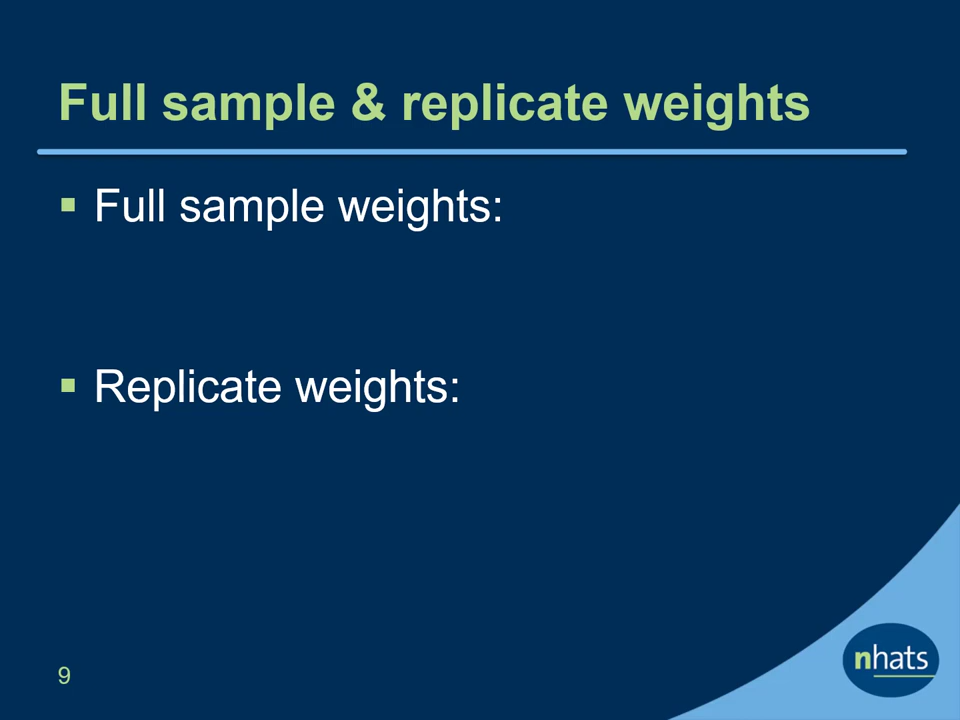 Full sample & replicate weights
▪ Full sample weights:
▪ Replicate weights:
9
nhats